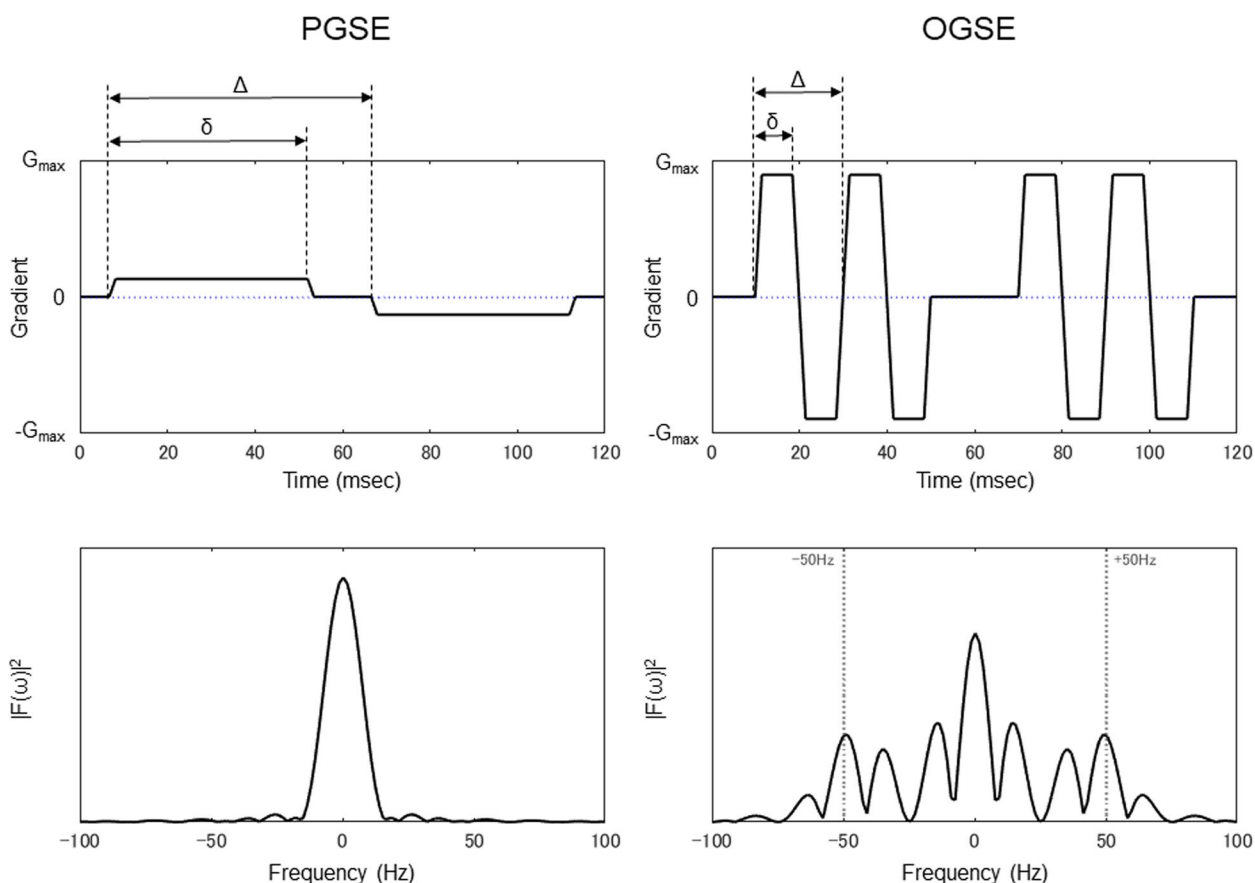 PGSE
OGSE
Δ
δ
Gmax
0
-Gmax
Gradient
0 20 40 60 80 100 120
Time (msec)
Δ
δ
Gmax
0
-Gmax
Gradient
0 20 40 60 80 100 120
Time (msec)
|F(ω)|²
-100 -50 0 50 100
Frequency (Hz)
-50Hz
+50Hz
|F(ω)|²
-100 -50 0 50 100
Frequency (Hz)